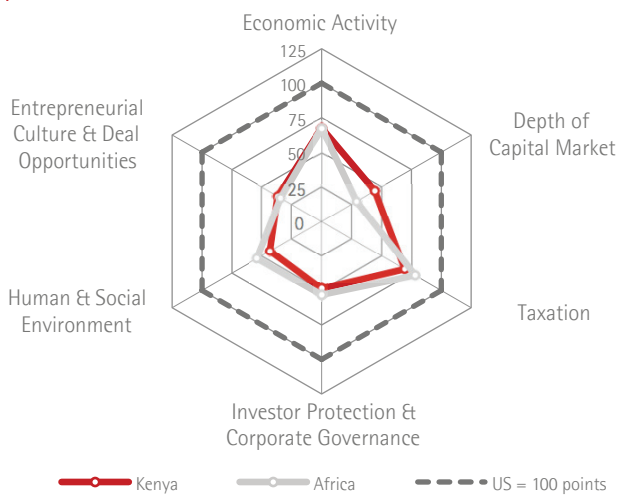 Economic Activity
125
100
75
50
25
0
Entrepreneurial
Culture & Deal
Opportunities
Depth of
Capital Market
Human & Social
Environment
Taxation
Investor Protection &
Corporate Governance
Kenya
Africa
US = 100 points